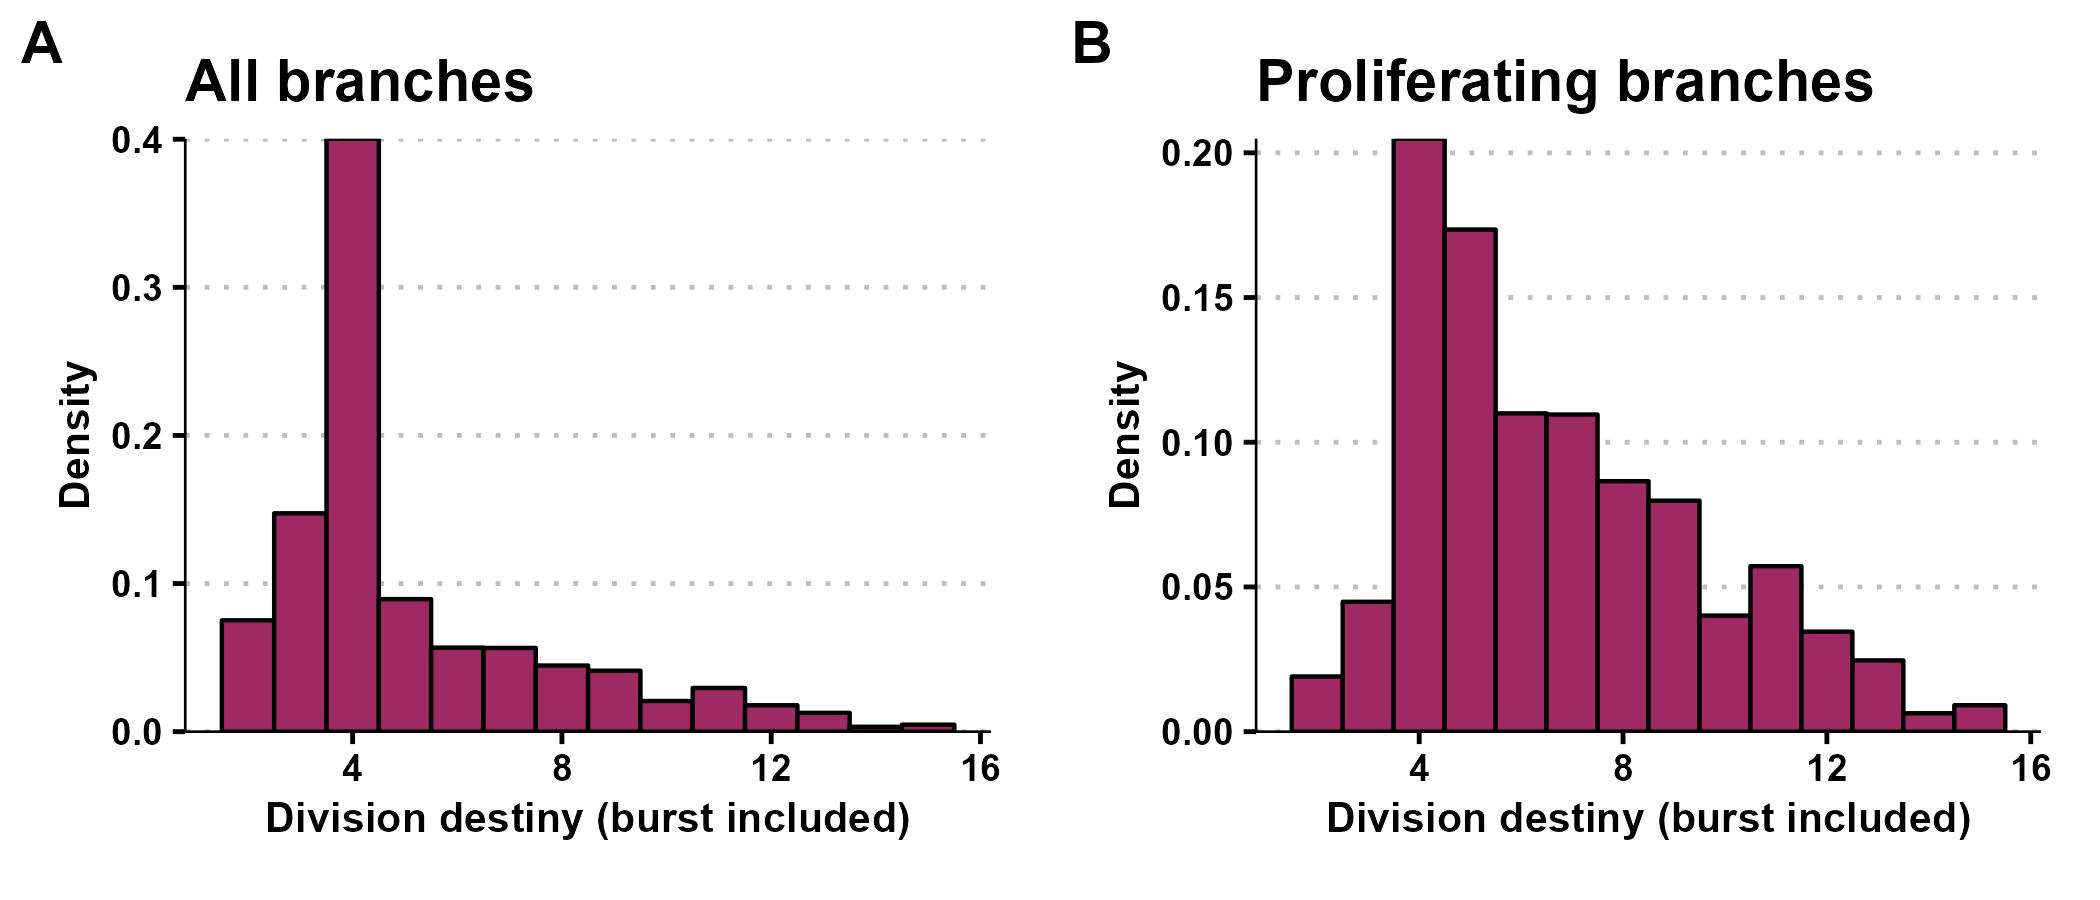 A
All branches
0.4
0.3
0.2
0.1
0.0
Density
4 8 12 16
Division destiny (burst included)
B
Proliferating branches
0.20
0.15
0.10
0.05
0.00
Density
4 8 12 16
Division destiny (burst included)